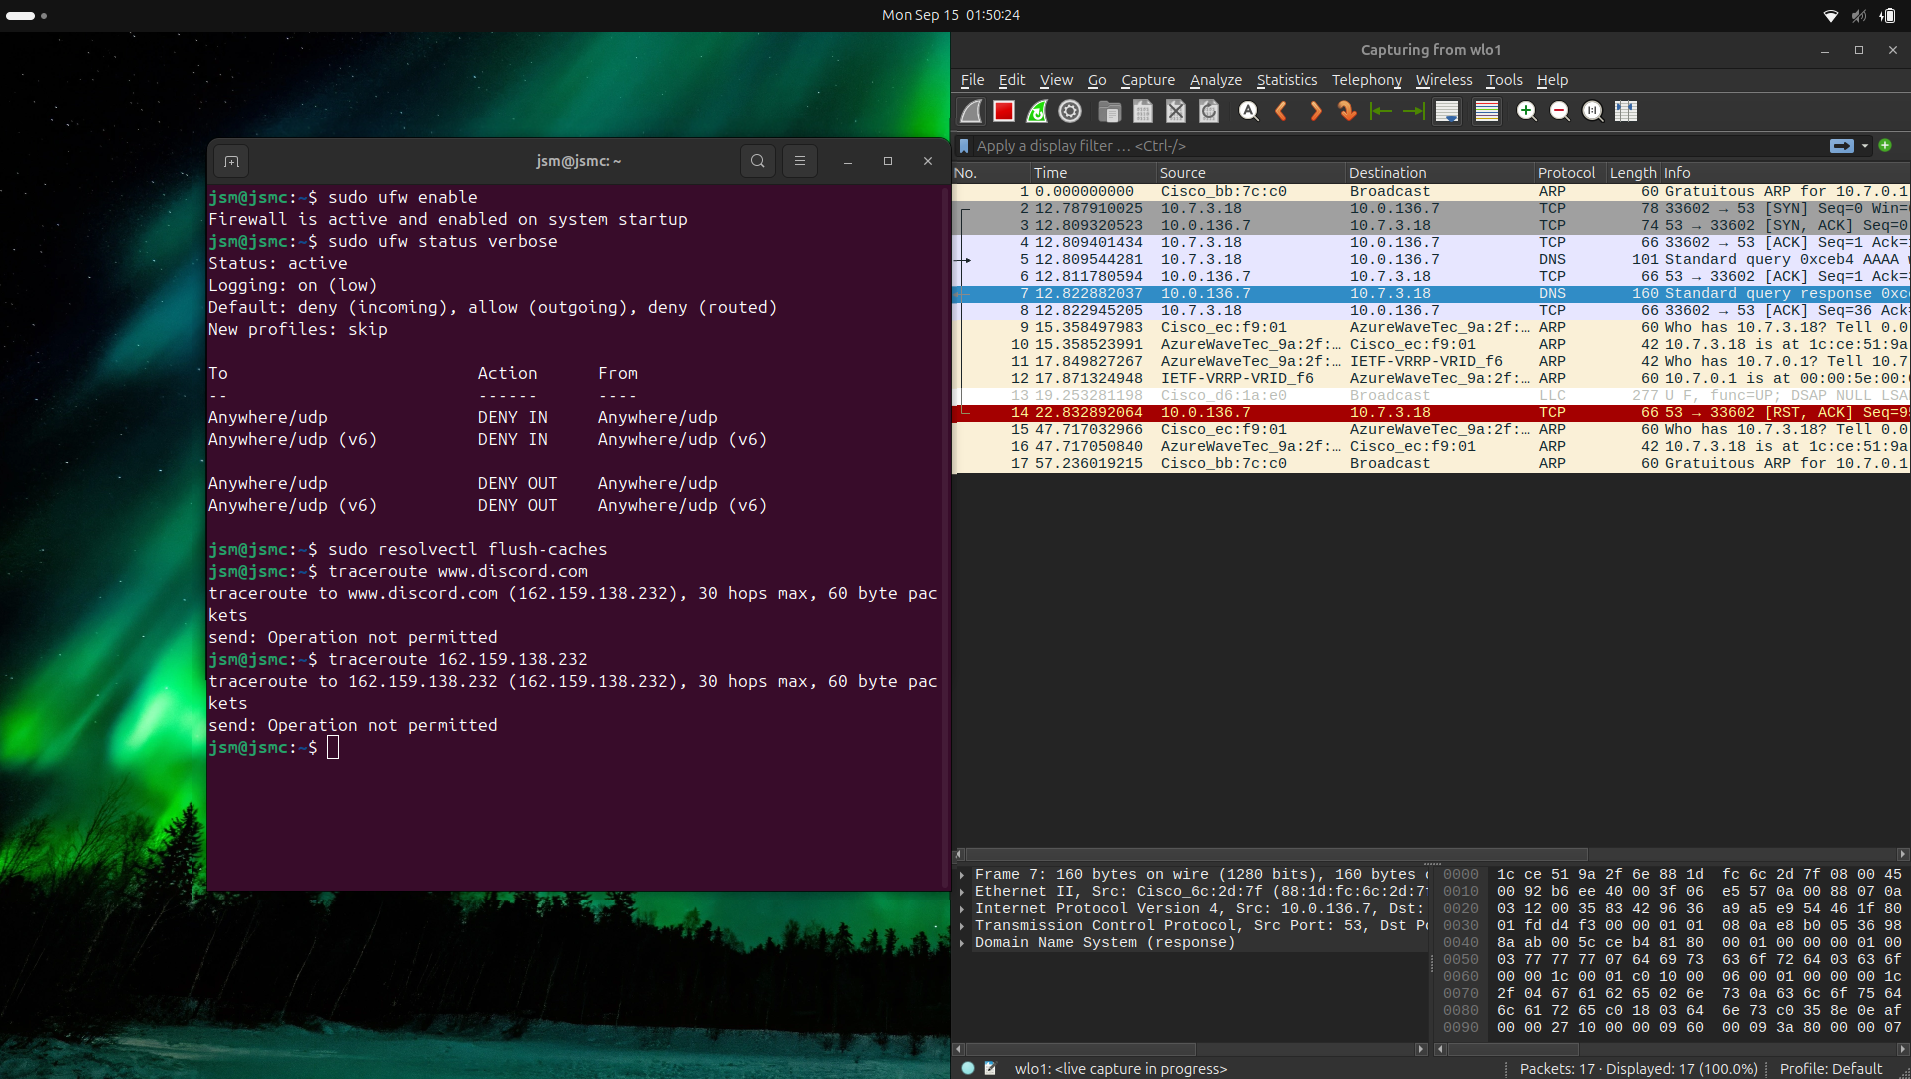 Mon Sep 15  01:50:24
jsm@jsmc: ~
jsm@jsmc:~$ sudo ufw enable
Firewall is active and enabled on system startup
jsm@jsmc:~$ sudo ufw status verbose
Status: active
Logging: on (low)
Default: deny (incoming), allow (outgoing), deny (routed)
New profiles: skip
To                         Action      From
--                         ------      ----
Anywhere/udp               DENY IN     Anywhere/udp
Anywhere/udp (v6)          DENY IN     Anywhere/udp (v6)
Anywhere/udp               DENY OUT    Anywhere/udp
Anywhere/udp (v6)          DENY OUT    Anywhere/udp (v6)
jsm@jsmc:~$ sudo resolvectl flush-caches
jsm@jsmc:~$ traceroute www.discord.com
traceroute to www.discord.com (162.159.138.232), 30 hops max, 60 byte pac
kets
send: Operation not permitted
jsm@jsmc:~$ traceroute 162.159.138.232
traceroute to 162.159.138.232 (162.159.138.232), 30 hops max, 60 byte pac
kets
send: Operation not permitted
jsm@jsmc:~$
Capturing from wlo1
File Edit View Go Capture Analyze Statistics Telephony Wireless Tools Help
Apply a display filter … <Ctrl-/>
No. Time Source Destination Protocol Length Info
1 0.000000000 Cisco_bb:7c:c0 Broadcast ARP 60 Gratuitous ARP for 10.7.0.1
2 12.787910025 10.7.3.18 10.0.136.7 TCP 78 33602 → 53 [SYN] Seq=0 Win=
3 12.809320523 10.0.136.7 10.7.3.18 TCP 74 53 → 33602 [SYN, ACK] Seq=0
4 12.809401434 10.7.3.18 10.0.136.7 TCP 66 33602 → 53 [ACK] Seq=1 Ack=
5 12.809544281 10.7.3.18 10.0.136.7 DNS 101 Standard query 0xceb4 AAAA
6 12.811780594 10.0.136.7 10.7.3.18 TCP 66 53 → 33602 [ACK] Seq=1 Ack=
7 12.822882037 10.0.136.7 10.7.3.18 DNS 160 Standard query response 0xc
8 12.822945205 10.7.3.18 10.0.136.7 TCP 66 33602 → 53 [ACK] Seq=36 Ack
9 15.358497983 Cisco_ec:f9:01 AzureWaveTec_9a:2f:… ARP 60 Who has 10.7.3.18? Tell 0.0
10 15.358523991 AzureWaveTec_9a:2f:… Cisco_ec:f9:01 ARP 42 10.7.3.18 is at 1c:ce:51:9a
11 17.849827267 AzureWaveTec_9a:2f:… IETF-VRRP-VRID_f6 ARP 42 Who has 10.7.0.1? Tell 10.7
12 17.871324948 IETF-VRRP-VRID_f6 AzureWaveTec_9a:2f:… ARP 60 10.7.0.1 is at 00:00:5e:00:
13 19.253281198 Cisco_d6:1a:e0 Broadcast LLC 277 U F, func=UP; DSAP NULL LSA
14 22.832892064 10.0.136.7 10.7.3.18 TCP 66 53 → 33602 [RST, ACK] Seq=9
15 47.717032966 Cisco_ec:f9:01 AzureWaveTec_9a:2f:… ARP 60 Who has 10.7.3.18? Tell 0.0
16 47.717050840 AzureWaveTec_9a:2f:… Cisco_ec:f9:01 ARP 42 10.7.3.18 is at 1c:ce:51:9a
17 57.236019215 Cisco_bb:7c:c0 Broadcast ARP 60 Gratuitous ARP for 10.7.0.1
Frame 7: 160 bytes on wire (1280 bits), 160 bytes
Ethernet II, Src: Cisco_6c:2d:7f (88:1d:fc:6c:2d:7f
Internet Protocol Version 4, Src: 10.0.136.7, Dst:
Transmission Control Protocol, Src Port: 53, Dst Po
Domain Name System (response)
0000 1c ce 51 9a 2f 6e 88 1d fc 6c 2d 7f 08 00 45
0010 00 92 b6 ee 40 00 3f 06 e5 57 0a 00 88 07 0a
0020 03 12 00 35 83 42 96 36 a9 a5 e9 54 46 1f 80
0030 01 fd d4 f3 00 00 01 01 08 0a e8 b0 05 36 98
0040 8a ab 00 5c ce b4 81 80 00 01 00 00 00 01 00
0050 03 77 77 77 07 64 69 73 63 6f 72 64 03 63 6f
0060 00 00 1c 00 01 c0 10 00 06 00 01 00 00 00 1c
0070 2f 04 67 61 62 65 02 6e 73 0a 63 6c 6f 75 64
0080 6c 61 72 65 c0 18 03 64 6e 73 c0 35 8e 0e af
0090 00 00 27 10 00 00 09 60 00 09 3a 80 00 00 07
wlo1: <live capture in progress>
Packets: 17 · Displayed: 17 (100.0%)
Profile: Default